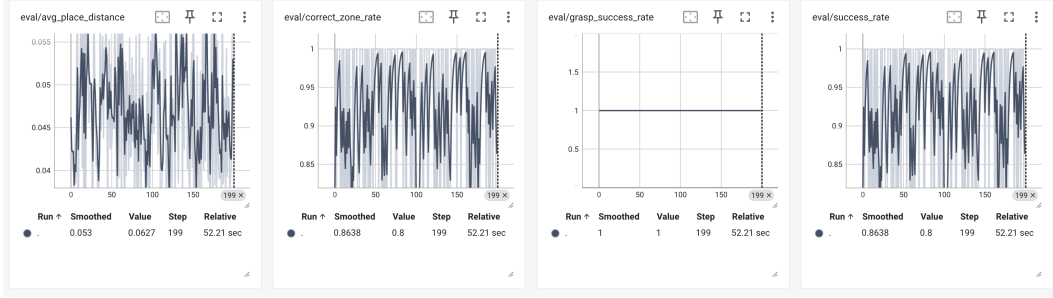 eval/avg_place_distance
0.055
0.05
0.045
0.04
0 50 100 150 199 ×
Run ↑ Smoothed Value Step Relative
. 0.053 0.0627 199 52.21 sec
eval/correct_zone_rate
1
0.95
0.9
0.85
0 50 100 150 199 ×
Run ↑ Smoothed Value Step Relative
. 0.8638 0.8 199 52.21 sec
eval/grasp_success_rate
1.5
1
0.5
0 50 100 150 199 ×
Run ↑ Smoothed Value Step Relative
. 1 1 199 52.21 sec
eval/success_rate
1
0.95
0.9
0.85
0 50 100 150 199 ×
Run ↑ Smoothed Value Step Relative
. 0.8638 0.8 199 52.21 sec